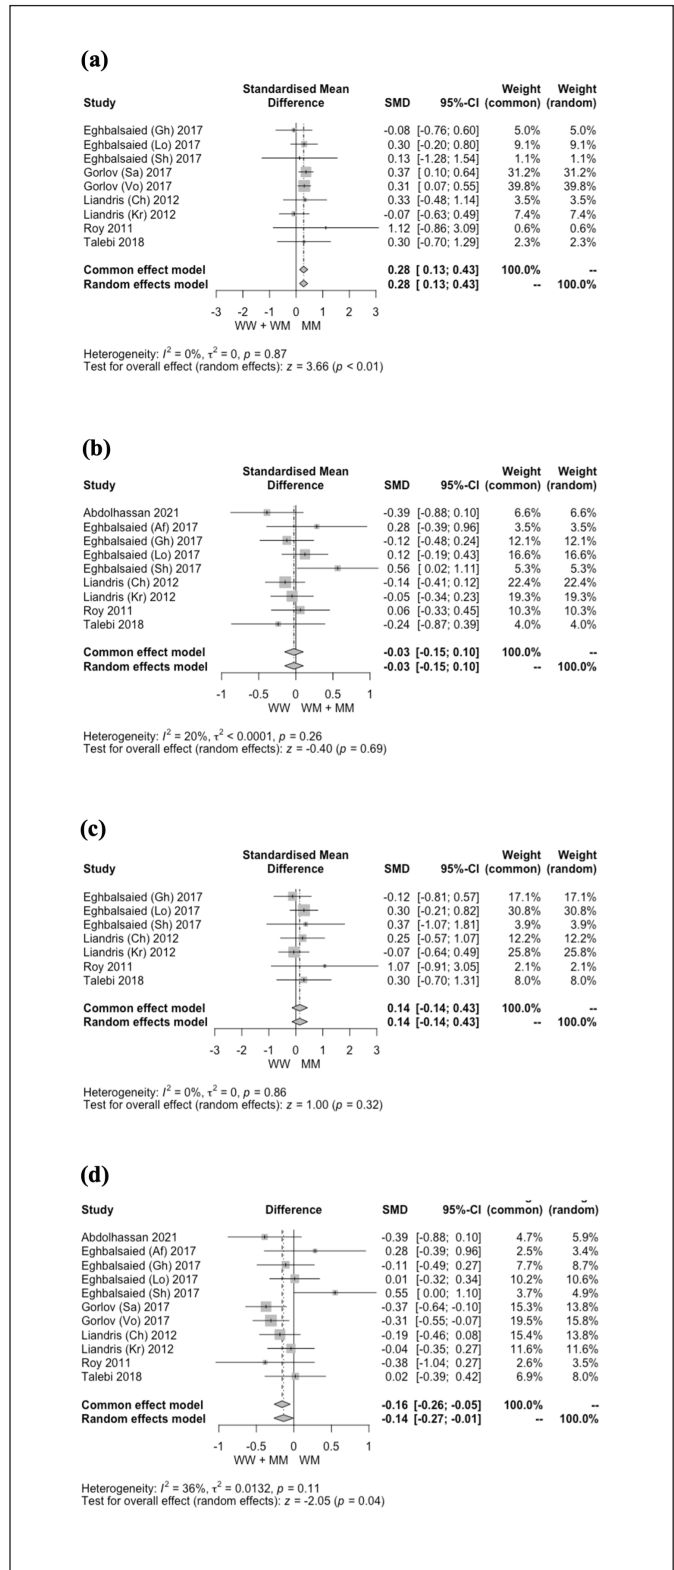 (a)
Standardised Mean Weight Weight
Study Difference SMD 95%-CI (common) (random)
Eghbalsaied (Gh) 2017 -0.08 [-0.76; 0.60] 5.0% 5.0%
Eghbalsaied (Lo) 2017 0.30 [-0.20; 0.80] 9.1% 9.1%
Eghbalsaied (Sh) 2017 0.13 [-1.28; 1.54] 1.1% 1.1%
Gorlov (Sa) 2017 0.37 [ 0.10; 0.64] 31.2% 31.2%
Gorlov (Vo) 2017 0.31 [ 0.07; 0.55] 39.8% 39.8%
Liandris (Ch) 2012 0.33 [-0.48; 1.14] 3.5% 3.5%
Liandris (Kr) 2012 -0.07 [-0.63; 0.49] 7.4% 7.4%
Roy 2011 1.12 [-0.86; 3.09] 0.6% 0.6%
Talebi 2018 0.30 [-0.70; 1.29] 2.3% 2.3%
Common effect model 0.28 [ 0.13; 0.43] 100.0% --
Random effects model 0.28 [ 0.13; 0.43] -- 100.0%
-3 -2 -1 0 1 2 3
WW + WM MM
Heterogeneity: I² = 0%, τ² = 0, p = 0.87
Test for overall effect (random effects): z = 3.66 (p < 0.01)
(b)
Standardised Mean Weight Weight
Study Difference SMD 95%-CI (common) (random)
Abdolhassan 2021 -0.39 [-0.88; 0.10] 6.6% 6.6%
Eghbalsaied (Af) 2017 0.28 [-0.39; 0.96] 3.5% 3.5%
Eghbalsaied (Gh) 2017 -0.12 [-0.48; 0.24] 12.1% 12.1%
Eghbalsaied (Lo) 2017 0.12 [-0.19; 0.43] 16.6% 16.6%
Eghbalsaied (Sh) 2017 0.56 [ 0.02; 1.11] 5.3% 5.3%
Liandris (Ch) 2012 -0.14 [-0.41; 0.12] 22.4% 22.4%
Liandris (Kr) 2012 -0.05 [-0.34; 0.23] 19.3% 19.3%
Roy 2011 0.06 [-0.33; 0.45] 10.3% 10.3%
Talebi 2018 -0.24 [-0.87; 0.39] 4.0% 4.0%
Common effect model -0.03 [-0.15; 0.10] 100.0% --
Random effects model -0.03 [-0.15; 0.10] -- 100.0%
-1 -0.5 0 0.5 1
WW WM + MM
Heterogeneity: I² = 20%, τ² < 0.0001, p = 0.26
Test for overall effect (random effects): z = -0.40 (p = 0.69)
(c)
Standardised Mean Weight Weight
Study Difference SMD 95%-CI (common) (random)
Eghbalsaied (Gh) 2017 -0.12 [-0.81; 0.57] 17.1% 17.1%
Eghbalsaied (Lo) 2017 0.30 [-0.21; 0.82] 30.8% 30.8%
Eghbalsaied (Sh) 2017 0.37 [-1.07; 1.81] 3.9% 3.9%
Liandris (Ch) 2012 0.25 [-0.57; 1.07] 12.2% 12.2%
Liandris (Kr) 2012 -0.07 [-0.64; 0.49] 25.8% 25.8%
Roy 2011 1.07 [-0.91; 3.05] 2.1% 2.1%
Talebi 2018 0.30 [-0.70; 1.31] 8.0% 8.0%
Common effect model 0.14 [-0.14; 0.43] 100.0% --
Random effects model 0.14 [-0.14; 0.43] -- 100.0%
-3 -2 -1 0 1 2 3
WW MM
Heterogeneity: I² = 0%, τ² = 0, p = 0.86
Test for overall effect (random effects): z = 1.00 (p = 0.32)
(d)
Study Difference SMD 95%-CI (common) (random)
Abdolhassan 2021 -0.39 [-0.88; 0.10] 4.7% 5.9%
Eghbalsaied (Af) 2017 0.28 [-0.39; 0.96] 2.5% 3.4%
Eghbalsaied (Gh) 2017 -0.11 [-0.49; 0.27] 7.7% 8.7%
Eghbalsaied (Lo) 2017 0.01 [-0.32; 0.34] 10.2% 10.6%
Eghbalsaied (Sh) 2017 0.55 [ 0.00; 1.10] 3.7% 4.9%
Gorlov (Sa) 2017 -0.37 [-0.64; -0.10] 15.3% 13.8%
Gorlov (Vo) 2017 -0.31 [-0.55; -0.07] 19.5% 15.8%
Liandris (Ch) 2012 -0.19 [-0.46; 0.08] 15.4% 13.8%
Liandris (Kr) 2012 -0.04 [-0.35; 0.27] 11.6% 11.6%
Roy 2011 -0.38 [-1.04; 0.27] 2.6% 3.5%
Talebi 2018 0.02 [-0.39; 0.42] 6.9% 8.0%
Common effect model -0.16 [-0.26; -0.05] 100.0% --
Random effects model -0.14 [-0.27; -0.01] -- 100.0%
-1 -0.5 0 0.5 1
WW + MM WM
Heterogeneity: I² = 36%, τ² = 0.0132, p = 0.11
Test for overall effect (random effects): z = -2.05 (p = 0.04)